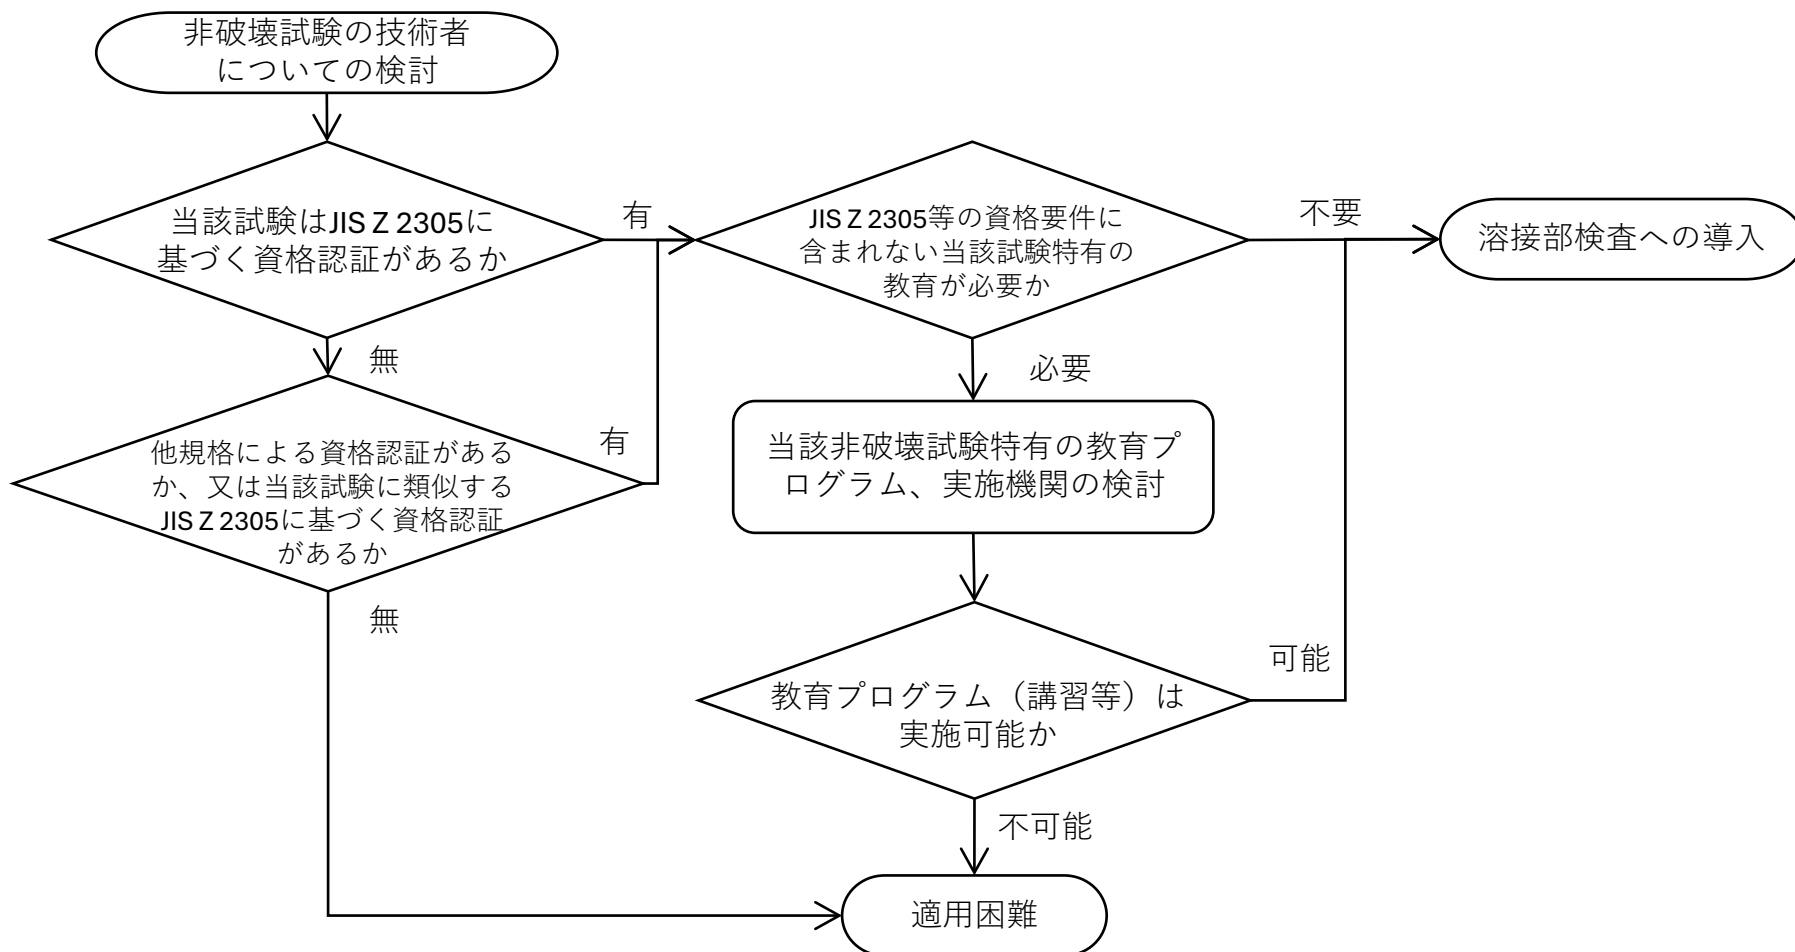 非破壊試験の技術者
についての検討
当該試験はJIS Z 2305に
基づく資格認証があるか
有
無
他規格による資格認証がある
か、又は当該試験に類似する
JIS Z 2305に基づく資格認証
があるか
有
無
JIS Z 2305等の資格要件に
含まれない当該試験特有の
教育が必要か
不要
必要
溶接部検査への導入
当該非破壊試験特有の教育プ
ログラム、実施機関の検討
教育プログラム（講習等）は
実施可能か
可能
不可能
適用困難